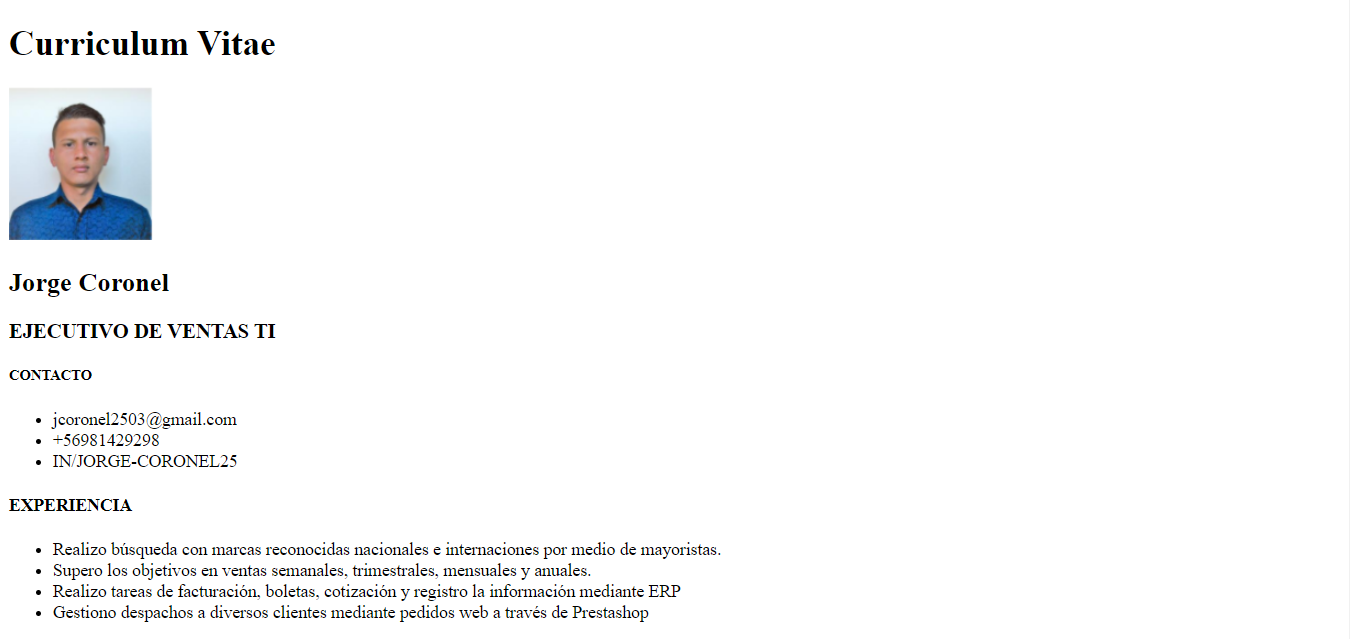 Curriculum Vitae
Jorge Coronel
EJECUTIVO DE VENTAS TI
CONTACTO
jcoronel2503@gmail.com
+56981429298
IN/JORGE-CORONEL25
EXPERIENCIA
Realizo búsqueda con marcas reconocidas nacionales e internaciones por medio de mayoristas.
Supero los objetivos en ventas semanales, trimestrales, mensuales y anuales.
Realizo tareas de facturación, boletas, cotización y registro la información mediante ERP
Gestiono despachos a diversos clientes mediante pedidos web a través de Prestashop